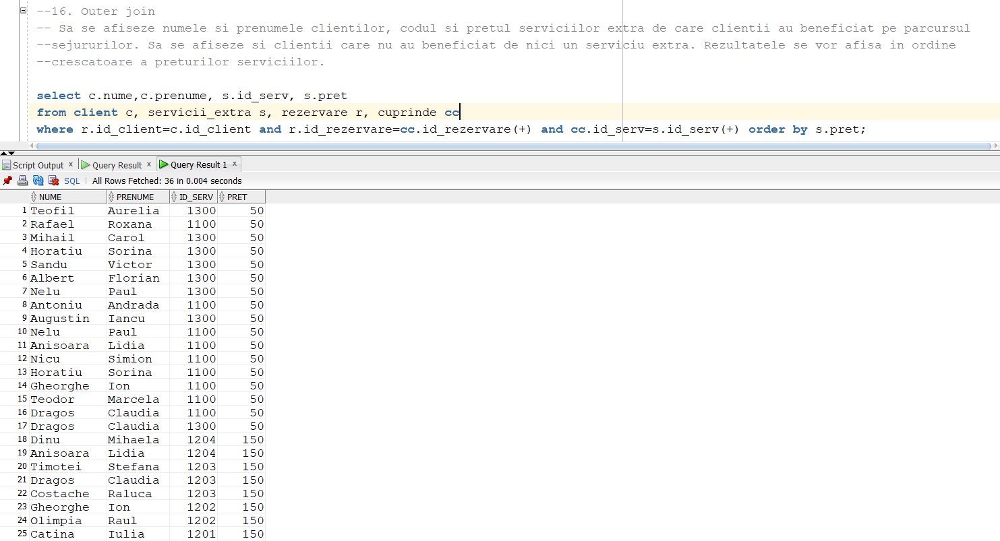 --16. Outer join
-- Sa se afiseze numele si prenumele clientilor, codul si pretul serviciilor extra de care clientii au beneficiat pe parcursul
--sejururilor. Sa se afiseze si clientii care nu au beneficiat de nici un serviciu extra. Rezultatele se vor afisa in ordine
--crescatoare a preturilor serviciilor.
select c.nume,c.prenume, s.id_serv, s.pret
from client c, servicii_extra s, rezervare r, cuprinde cc
where r.id_client=c.id_client and r.id_rezervare=cc.id_rezervare(+) and cc.id_serv=s.id_serv(+) order by s.pret;
Script Output x Query Result x Query Result 1 x
SQL | All Rows Fetched: 36 in 0.004 seconds
NUME PRENUME ID_SERV PRET
1 Teofil Aurelia 1300 50
2 Rafael Roxana 1100 50
3 Mihail Carol 1300 50
4 Horatiu Sorina 1300 50
5 Sandu Victor 1300 50
6 Albert Florian 1300 50
7 Nelu Paul 1300 50
8 Antoniu Andrada 1100 50
9 Augustin Iancu 1300 50
10 Nelu Paul 1100 50
11 Anisoara Lidia 1100 50
12 Nicu Simion 1100 50
13 Horatiu Sorina 1100 50
14 Gheorghe Ion 1100 50
15 Teodor Marcela 1100 50
16 Dragos Claudia 1100 50
17 Dragos Claudia 1300 50
18 Dinu Mihaela 1204 150
19 Anisoara Lidia 1204 150
20 Timotei Stefana 1203 150
21 Dragos Claudia 1203 150
22 Costache Raluca 1203 150
23 Gheorghe Ion 1202 150
24 Olimpia Raul 1202 150
25 Catina Iulia 1201 150